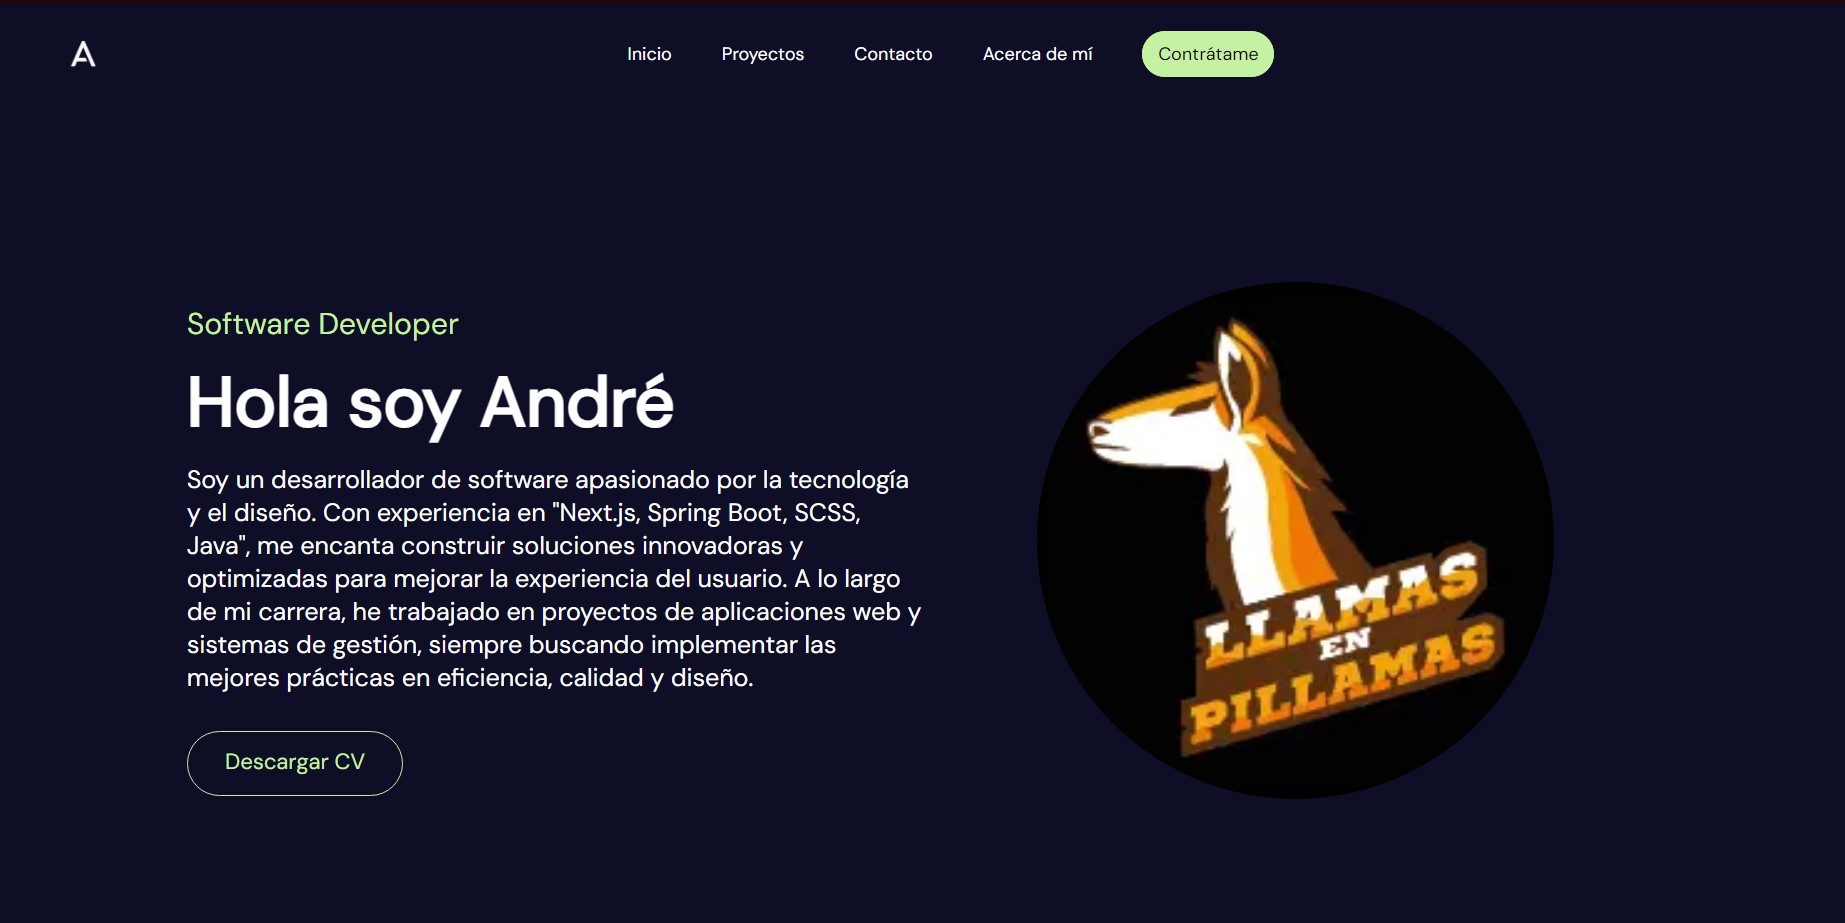 A
Inicio
Proyectos
Contacto
Acerca de mí
Contrátame
Software Developer
Hola soy André
Soy un desarrollador de software apasionado por la tecnología
y el diseño. Con experiencia en "Next.js, Spring Boot, SCSS,
Java", me encanta construir soluciones innovadoras y
optimizadas para mejorar la experiencia del usuario. A lo largo
de mi carrera, he trabajado en proyectos de aplicaciones web y
sistemas de gestión, siempre buscando implementar las
mejores prácticas en eficiencia, calidad y diseño.
Descargar CV
LLAMAS
EN
PILLAMAS